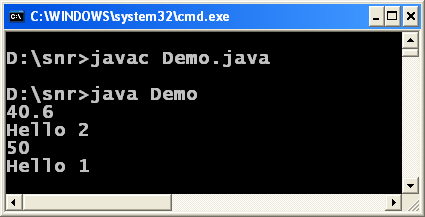 C:\WINDOWS\system32\cmd.exe
D:\snr>javac Demo.java
D:\snr>java Demo
40.6
Hello 2
50
Hello 1